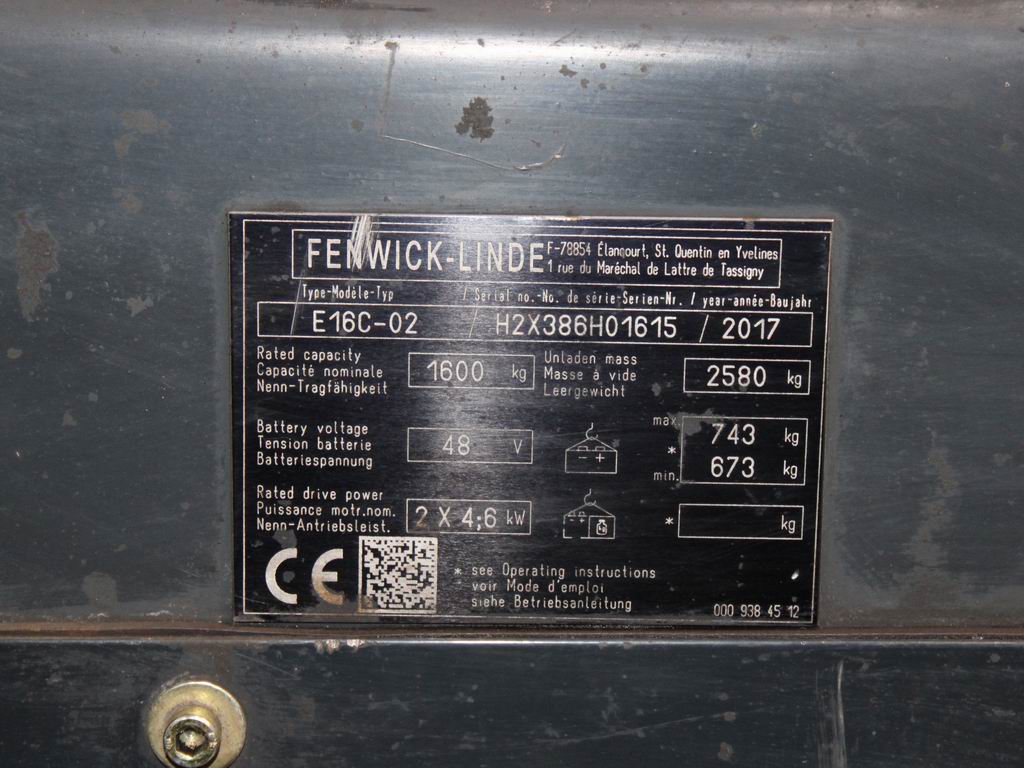 FENWICK-LINDE F-78854 Élancourt, St. Quentin en Yvelines
1 rue du Maréchal de Lattre de Tassigny
Type-Modèle-Typ / Serial no.-No. de série-Serien-Nr. / year-année-Baujahr
/ E16C-02 / H2X386H01615 / 2017
Rated capacity
Capacité nominale
Nenn-Tragfähigkeit
1600 kg
Unladen mass
Masse à vide
Leergewicht
2580 kg
Battery voltage
Tension batterie
Batteriespannung
48 V
- +
max.
*
min.
743 kg
673 kg
Rated drive power
Puissance motr.nom.
Nenn-Antriebsleist.
2 X 4,6 kW
- +
kg
* kg
CE
* see Operating instructions
voir Mode d'emploi
siehe Betriebsanleitung
000 938 45 12